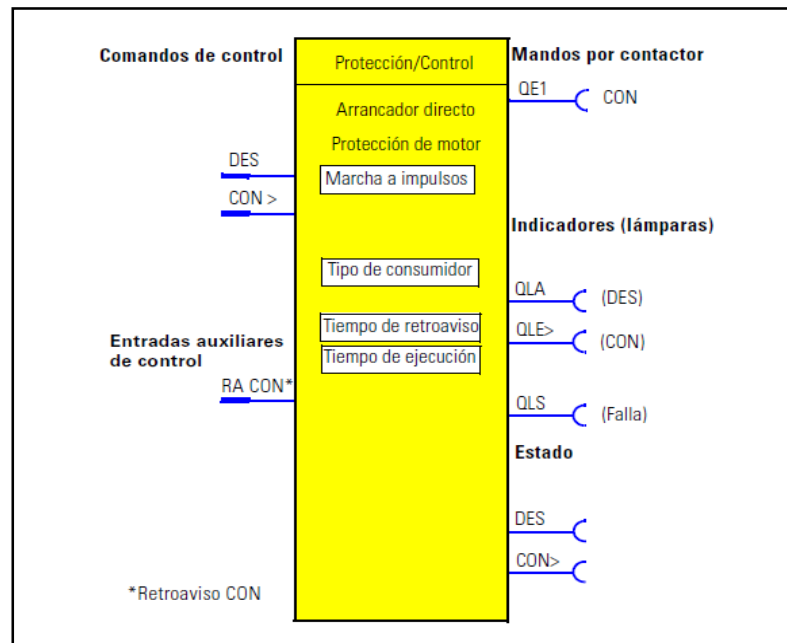 Comandos de control
DES
CON >
Entradas auxiliares
de control
RA CON*
*Retroaviso CON
Protección/Control
Arrancador directo
Protección de motor
Marcha a impulsos
Tipo de consumidor
Tiempo de retroaviso
Tiempo de ejecución
Mandos por contactor
QE1 CON
Indicadores (lámparas)
QLA (DES)
QLE> (CON)
QLS (Falla)
Estado
DES
CON>